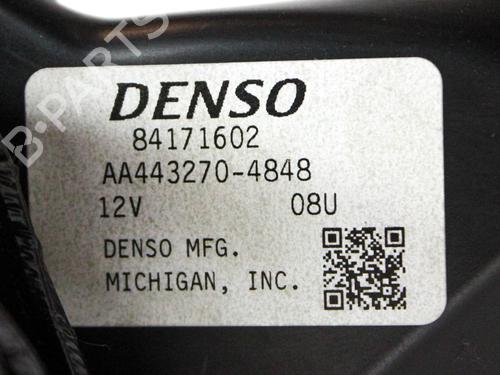 B-PARTS
DENSO
84171602
AA443270-4848
12V 08U
DENSO MFG.
MICHIGAN, INC.